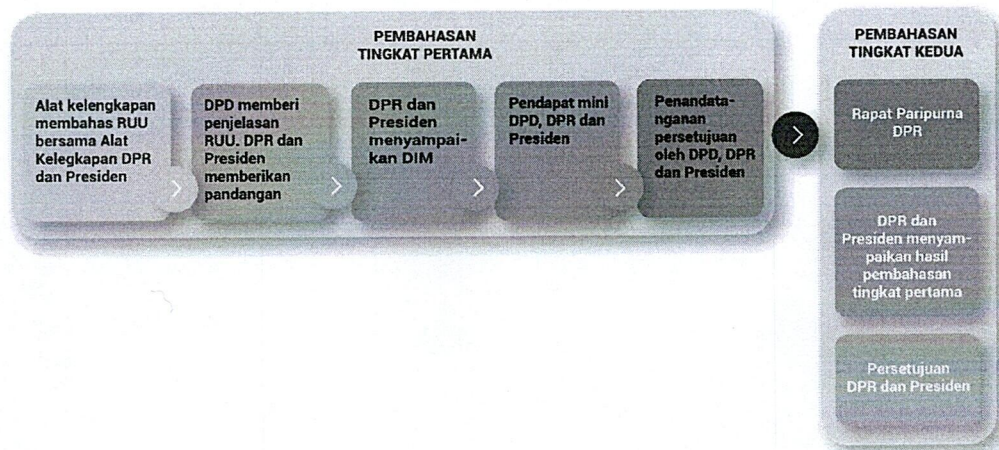 PEMBAHASAN
TINGKAT PERTAMA
Alat kelengkapan
membahas RUU
bersama Alat
Kelegkapan DPR
dan Presiden
DPD memberi
penjelasan
RUU. DPR dan
Presiden
memberikan
pandangan
DPR dan
Presiden
menyampai-
kan DIM
Pendapat mini
DPD, DPR dan
Presiden
Penandata-
nganan
persetujuan
oleh DPD, DPR
dan Presiden
PEMBAHASAN
TINGKAT KEDUA
Rapat Paripurna
DPR
DPR dan
Presiden menyam-
paikan hasil
pembahasan
tingkat pertama
Persetujuan
DPR dan Presiden